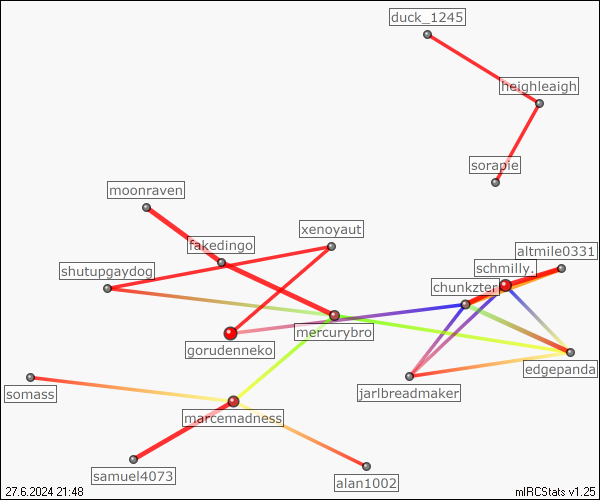 duck_1245
heighleaigh
sorapie
moonraven
xenoyaut
fakedingo
altmile0331
shutupgaydog
schmilly.
chunkzter
mercurybro
gorudenneko
edgepanda
somass
jarlbreadmaker
marcemadness
samuel4073
alan1002
27.6.2024 21:48
mIRCStats v1.25